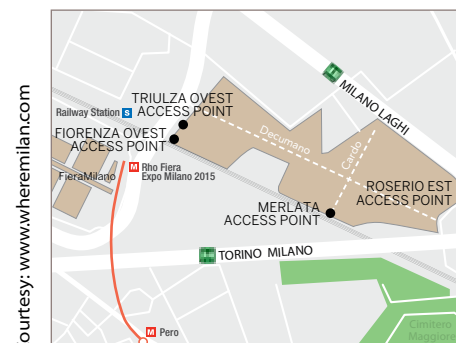 ourtesy: www.wheremilan.com
MILANO LAGHI
TRIULZA OVEST
ACCESS POINT
Railway Station S
FIORENZA OVEST
ACCESS POINT
Decumano
Cardo
FieraMilano
M Rho Fiera
Expo Milano 2015
ROSERIO EST
ACCESS POINT
MERLATA
ACCESS POINT
TORINO MILANO
M Pero
Cimitero
Maggiore